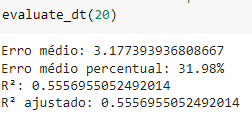 evaluate_dt(20)
Erro médio: 3.177393936808667
Erro médio percentual: 31.98%
R²: 0.5556955052492014
R² ajustado: 0.5556955052492014